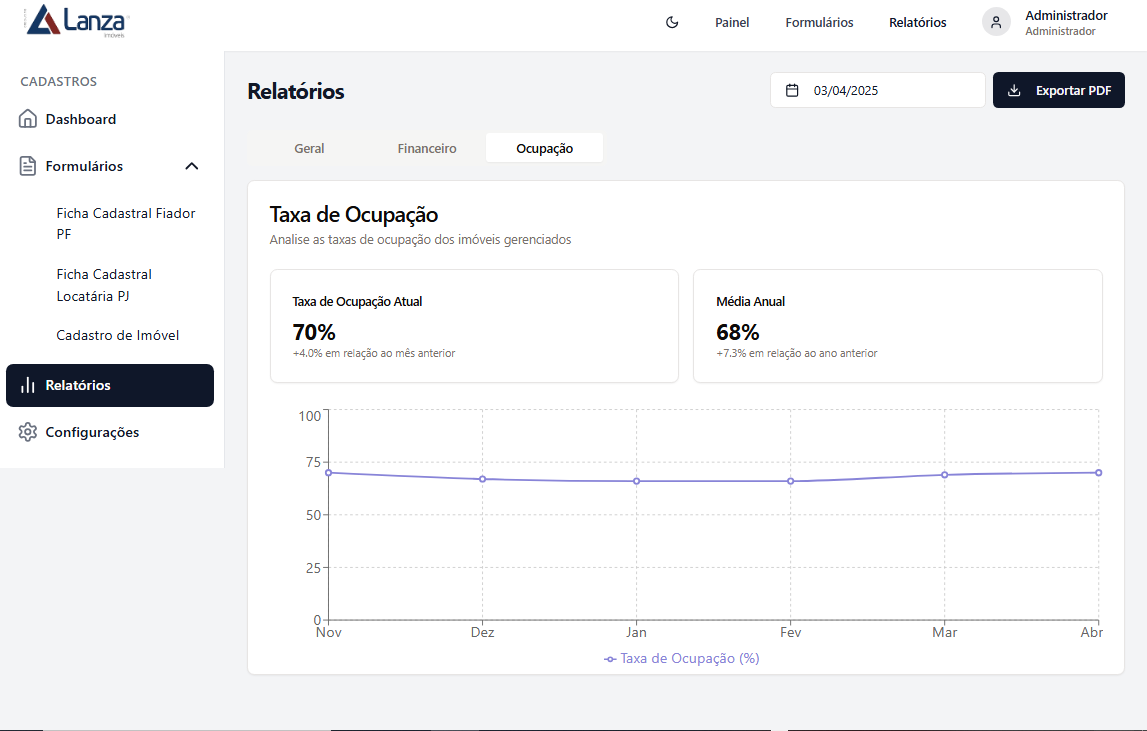 Lanza
Imóveis
Painel
Formulários
Relatórios
Administrador
Administrador
CADASTROS
Dashboard
Formulários
Ficha Cadastral Fiador
PF
Ficha Cadastral
Locatária PJ
Cadastro de Imóvel
Relatórios
Configurações
Relatórios
03/04/2025
Exportar PDF
Geral
Financeiro
Ocupação
Taxa de Ocupação
Analise as taxas de ocupação dos imóveis gerenciados
Taxa de Ocupação Atual
70%
+4.0% em relação ao mês anterior
Média Anual
68%
+7.3% em relação ao ano anterior
100
75
50
25
0
Nov
Dez
Jan
Fev
Mar
Abr
Taxa de Ocupação (%)